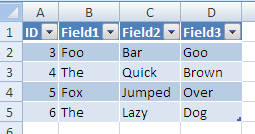 A B C D
1 ID Field1 Field2 Field3
2 3 Foo Bar Goo
3 4 The Quick Brown
4 5 Fox Jumped Over
5 6 The Lazy Dog